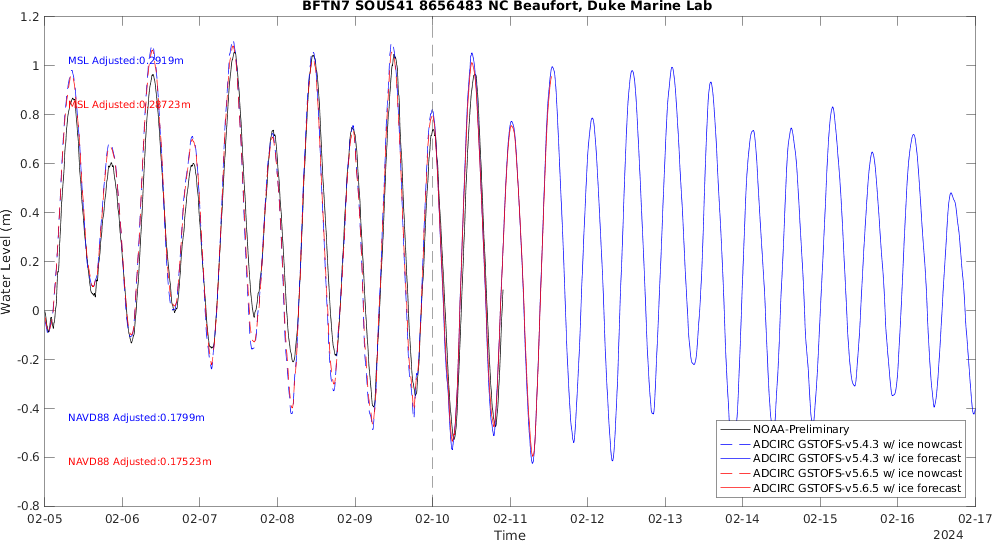 BFTN7 SOUS41 8656483 NC Beaufort, Duke Marine Lab
1.2
1
0.8
0.6
0.4
0.2
0
-0.2
-0.4
-0.6
-0.8
Water Level (m)
MSL Adjusted:0.2919m
MSL Adjusted:0.28723m
NAVD88 Adjusted:0.1799m
NAVD88 Adjusted:0.17523m
NOAA-Preliminary
ADCIRC GSTOFS-v5.4.3 w/ ice nowcast
ADCIRC GSTOFS-v5.4.3 w/ ice forecast
ADCIRC GSTOFS-v5.6.5 w/ ice nowcast
ADCIRC GSTOFS-v5.6.5 w/ ice forecast
02-05 02-06 02-07 02-08 02-09 02-10 02-11 02-12 02-13 02-14 02-15 02-16 02-17
Time
2024